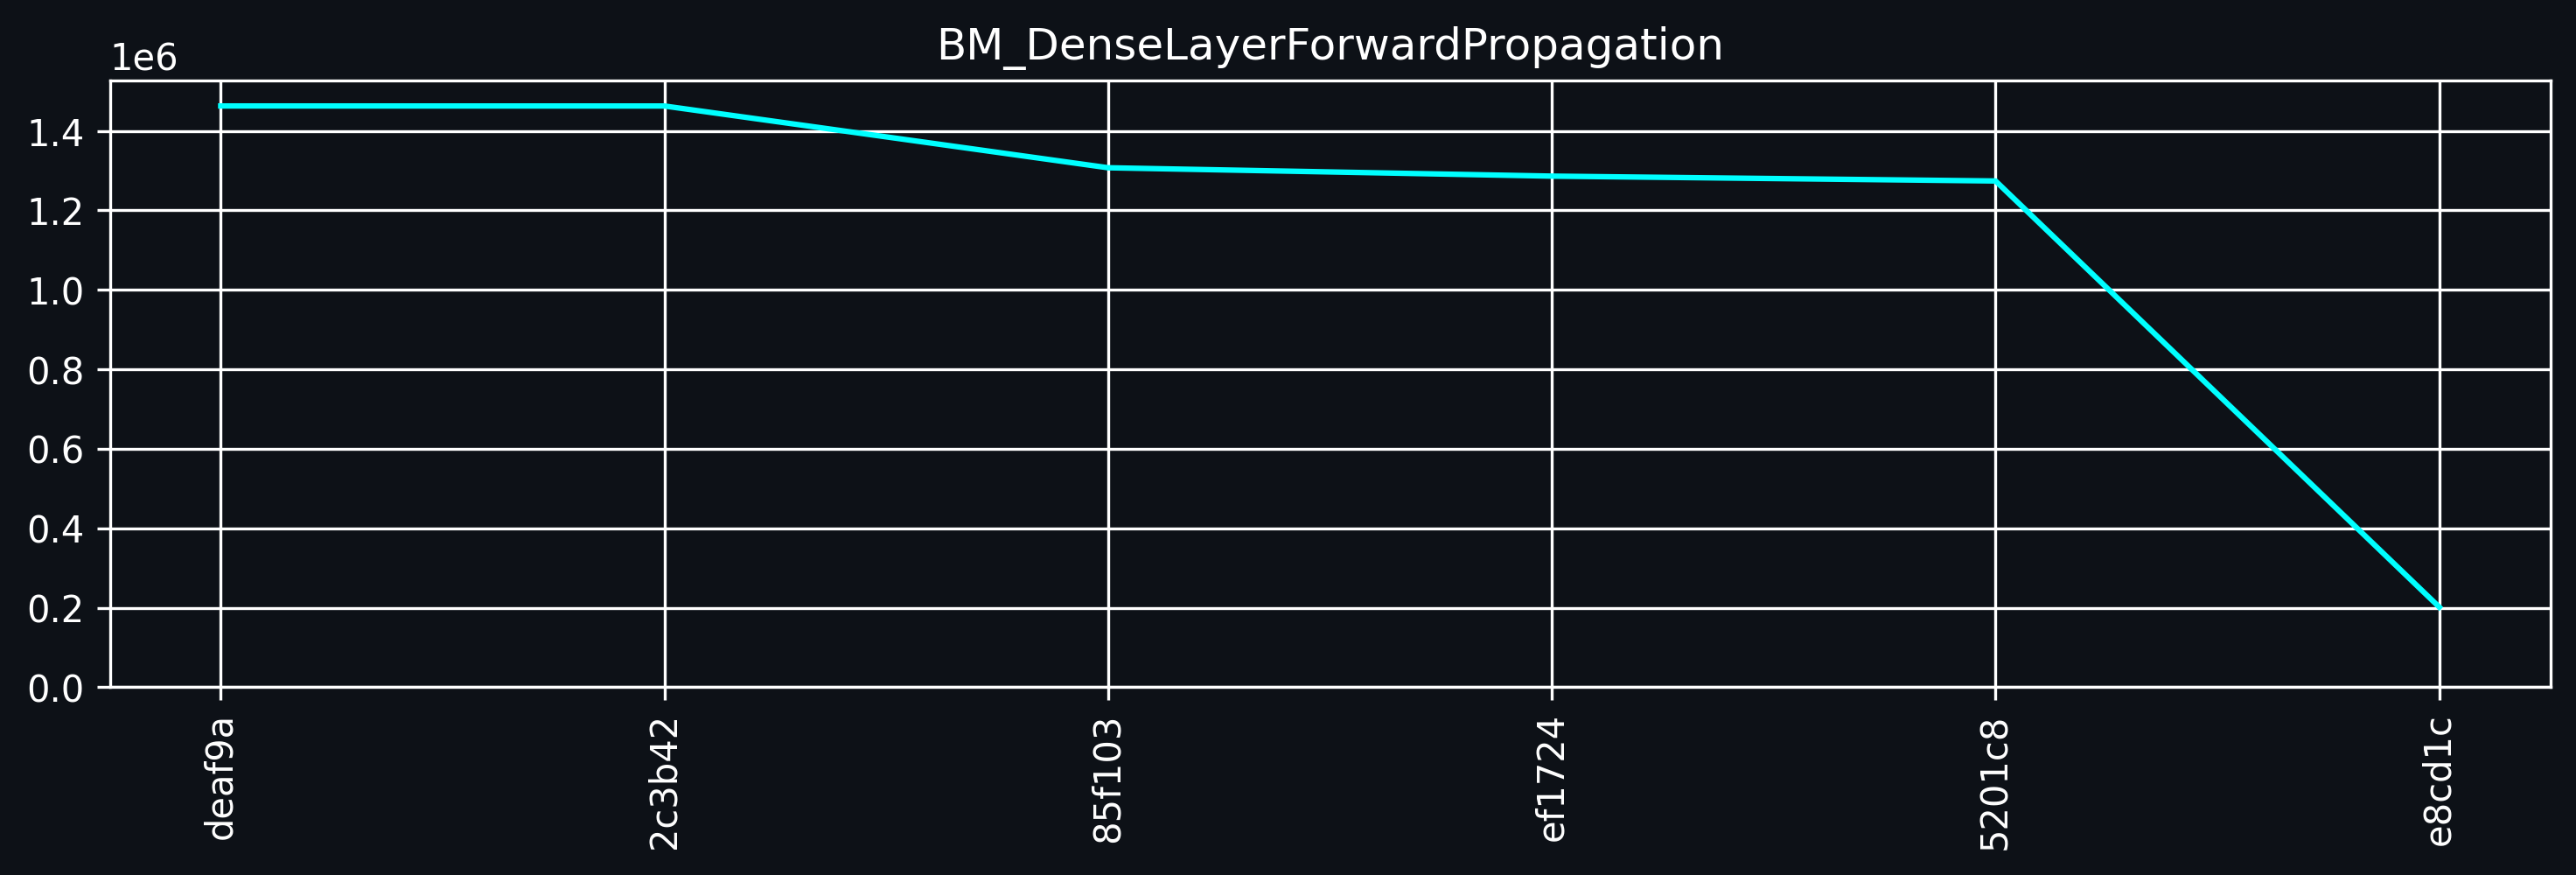 BM_DenseLayerForwardPropagation
1e6
1.4
1.2
1.0
0.8
0.6
0.4
0.2
0.0
deaf9a
2c3b42
85f103
ef1724
5201c8
e8cd1c